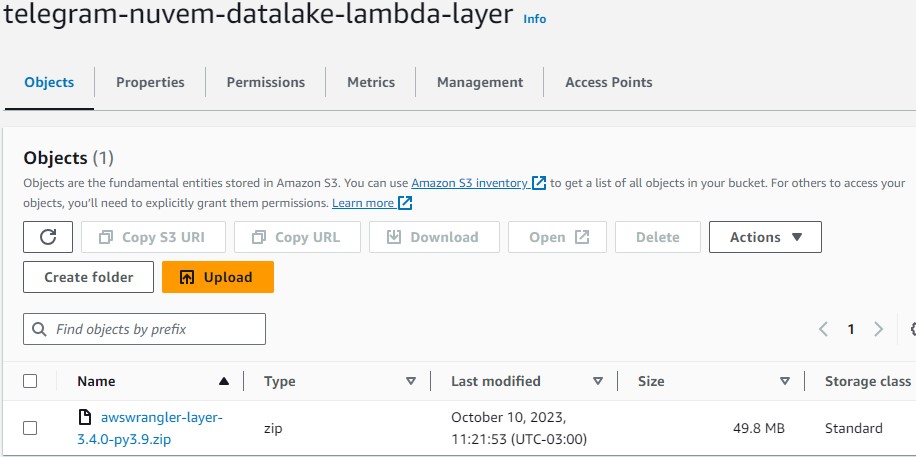 telegram-nuvem-datalake-lambda-layer Info
Objects Properties Permissions Metrics Management Access Points
Objects (1)
Objects are the fundamental entities stored in Amazon S3. You can use Amazon S3 inventory to get a list of all objects in your bucket. For others to access your
objects, you'll need to explicitly grant them permissions. Learn more
Copy S3 URI Copy URL Download Open Delete Actions
Create folder Upload
Find objects by prefix 1
Name Type Last modified Size Storage class
awswrangler-layer- October 10, 2023,
zip 49.8 MB Standard
3.4.0-py3.9.zip 11:21:53 (UTC-03:00)